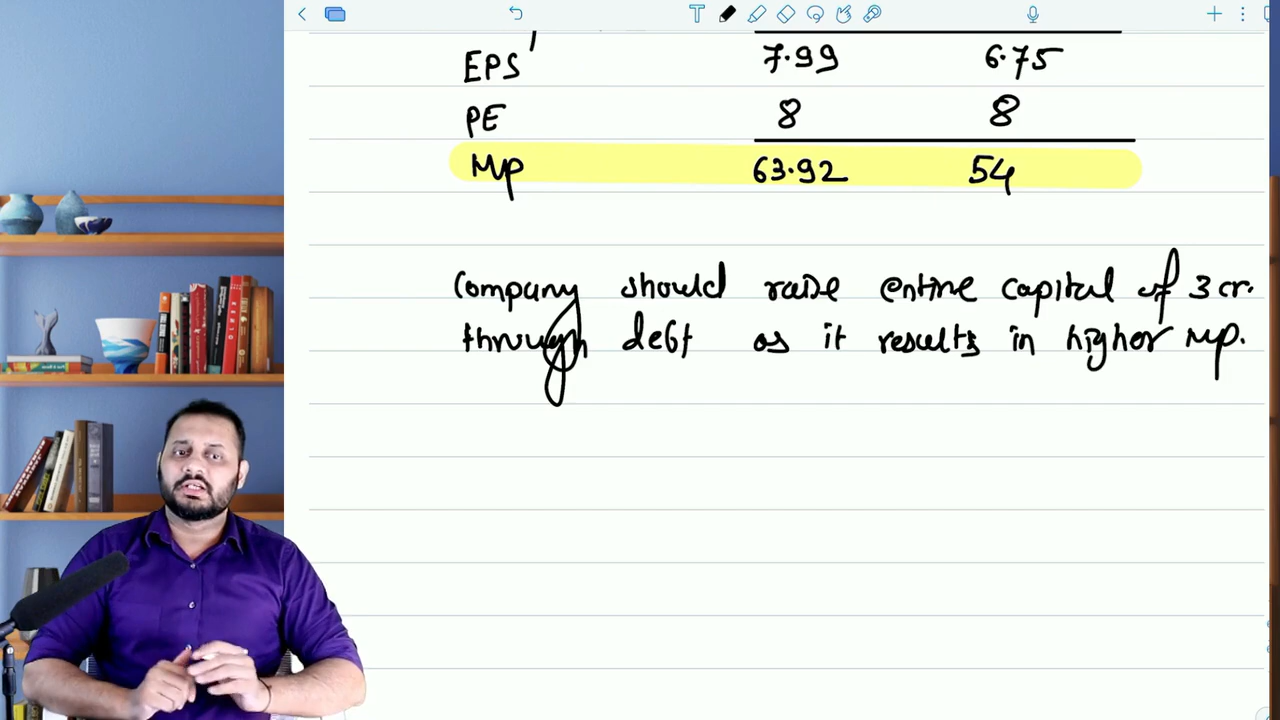 EPS 7.99 6.75
PE 8 8
Mp 63.92 54
Company should raise entire capital of 3 cr.
through debt as it results in higher Mp.